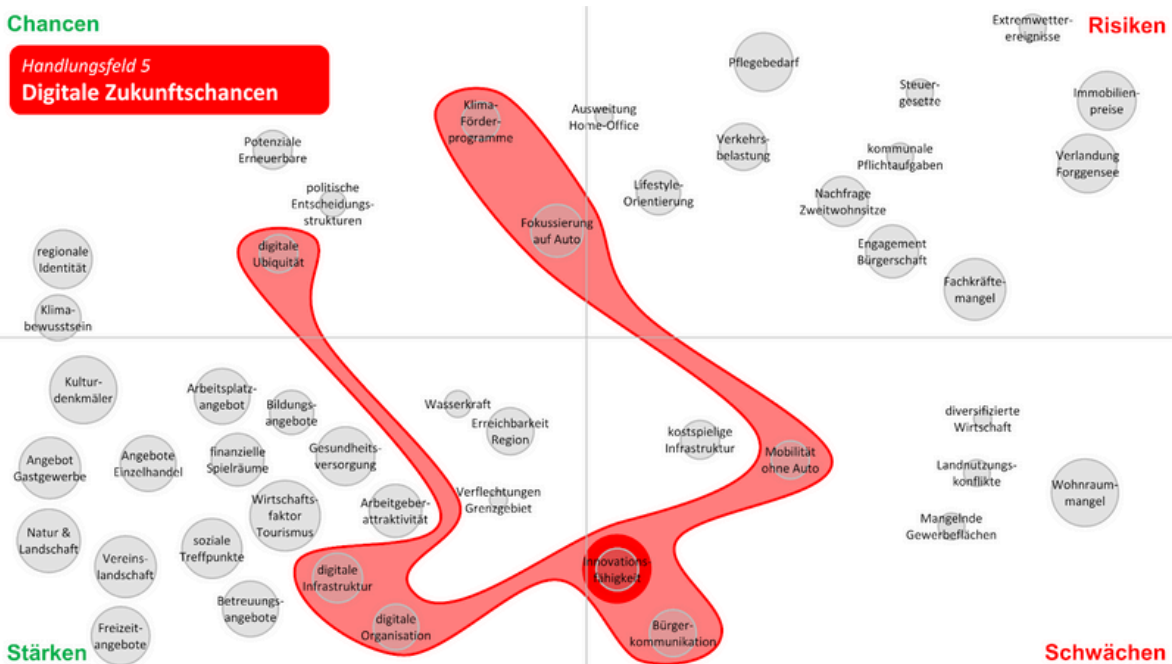 Chancen
Risiken
Handlungsfeld 5
Digitale Zukunftschancen
Extremwetter-
ereignisse
Pflegebedarf
Steuer-
gesetze
Immobilien-
preise
Klima-
Förder-
programme
Ausweitung
Home-Office
Potenziale
Erneuerbare
Verkehrs-
belastung
kommunale
Pflichtaufgaben
Verlandung
Forggensee
politische
Entscheidungs-
strukturen
Lifestyle-
Orientierung
Nachfrage
Zweitwohnsitze
Fokussierung
auf Auto
digitale
Ubiquität
regionale
Identität
Engagement
Bürgerschaft
Fachkräfte-
mangel
Klima-
bewusstsein
Kultur-
denkmäler
Arbeitsplatz-
angebot
Bildungs-
angebote
Wasserkraft
Erreichbarkeit
Region
kostspielige
Infrastruktur
diversifizierte
Wirtschaft
Angebot
Gastgewerbe
Angebote
Einzelhandel
finanzielle
Spielräume
Gesundheits-
versorgung
Mobilität
ohne Auto
Landnutzungs-
konflikte
Wohnraum-
mangel
Wirtschafts-
faktor
Tourismus
Arbeitgeber-
attraktivität
Verflechtungen
Grenzgebiet
Mangelnde
Gewerbeflächen
Natur &
Landschaft
soziale
Treffpunkte
Vereins-
landschaft
digitale
Infrastruktur
Innovations-
fähigkeit
Betreuungs-
angebote
digitale
Organisation
Bürger-
kommunikation
Freizeit-
angebote
Stärken
Schwächen